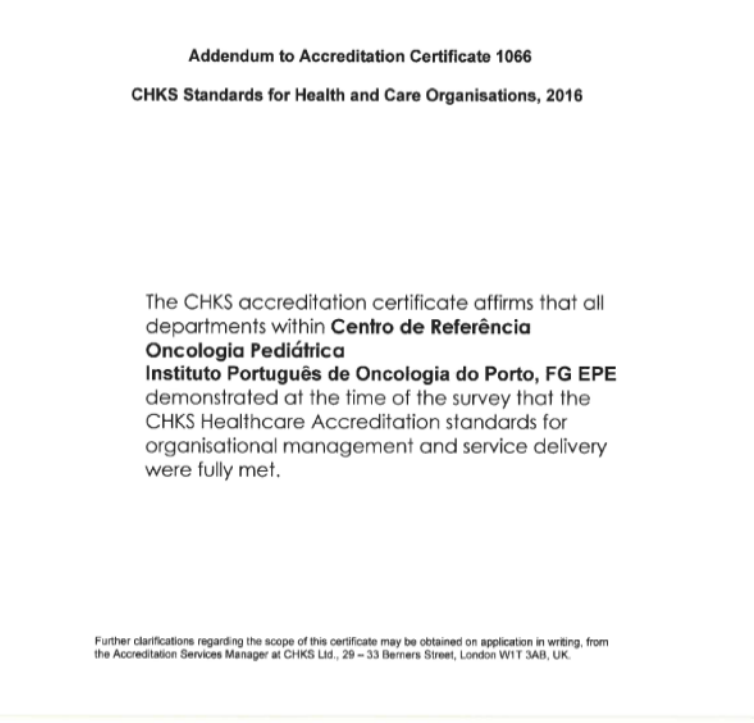 Addendum to Accreditation Certificate 1066
CHKS Standards for Health and Care Organisations, 2016
The CHKS accreditation certificate affirms that all
departments within Centro de Referência
Oncologia Pediátrica
Instituto Português de Oncologia do Porto, FG EPE
demonstrated at the time of the survey that the
CHKS Healthcare Accreditation standards for
organisational management and service delivery
were fully met.
Further clarifications regarding the scope of this certificate may be obtained on application in writing, from
the Accreditation Services Manager at CHKS Ltd., 29 – 33 Berners Street, London W1T 3AB, UK.